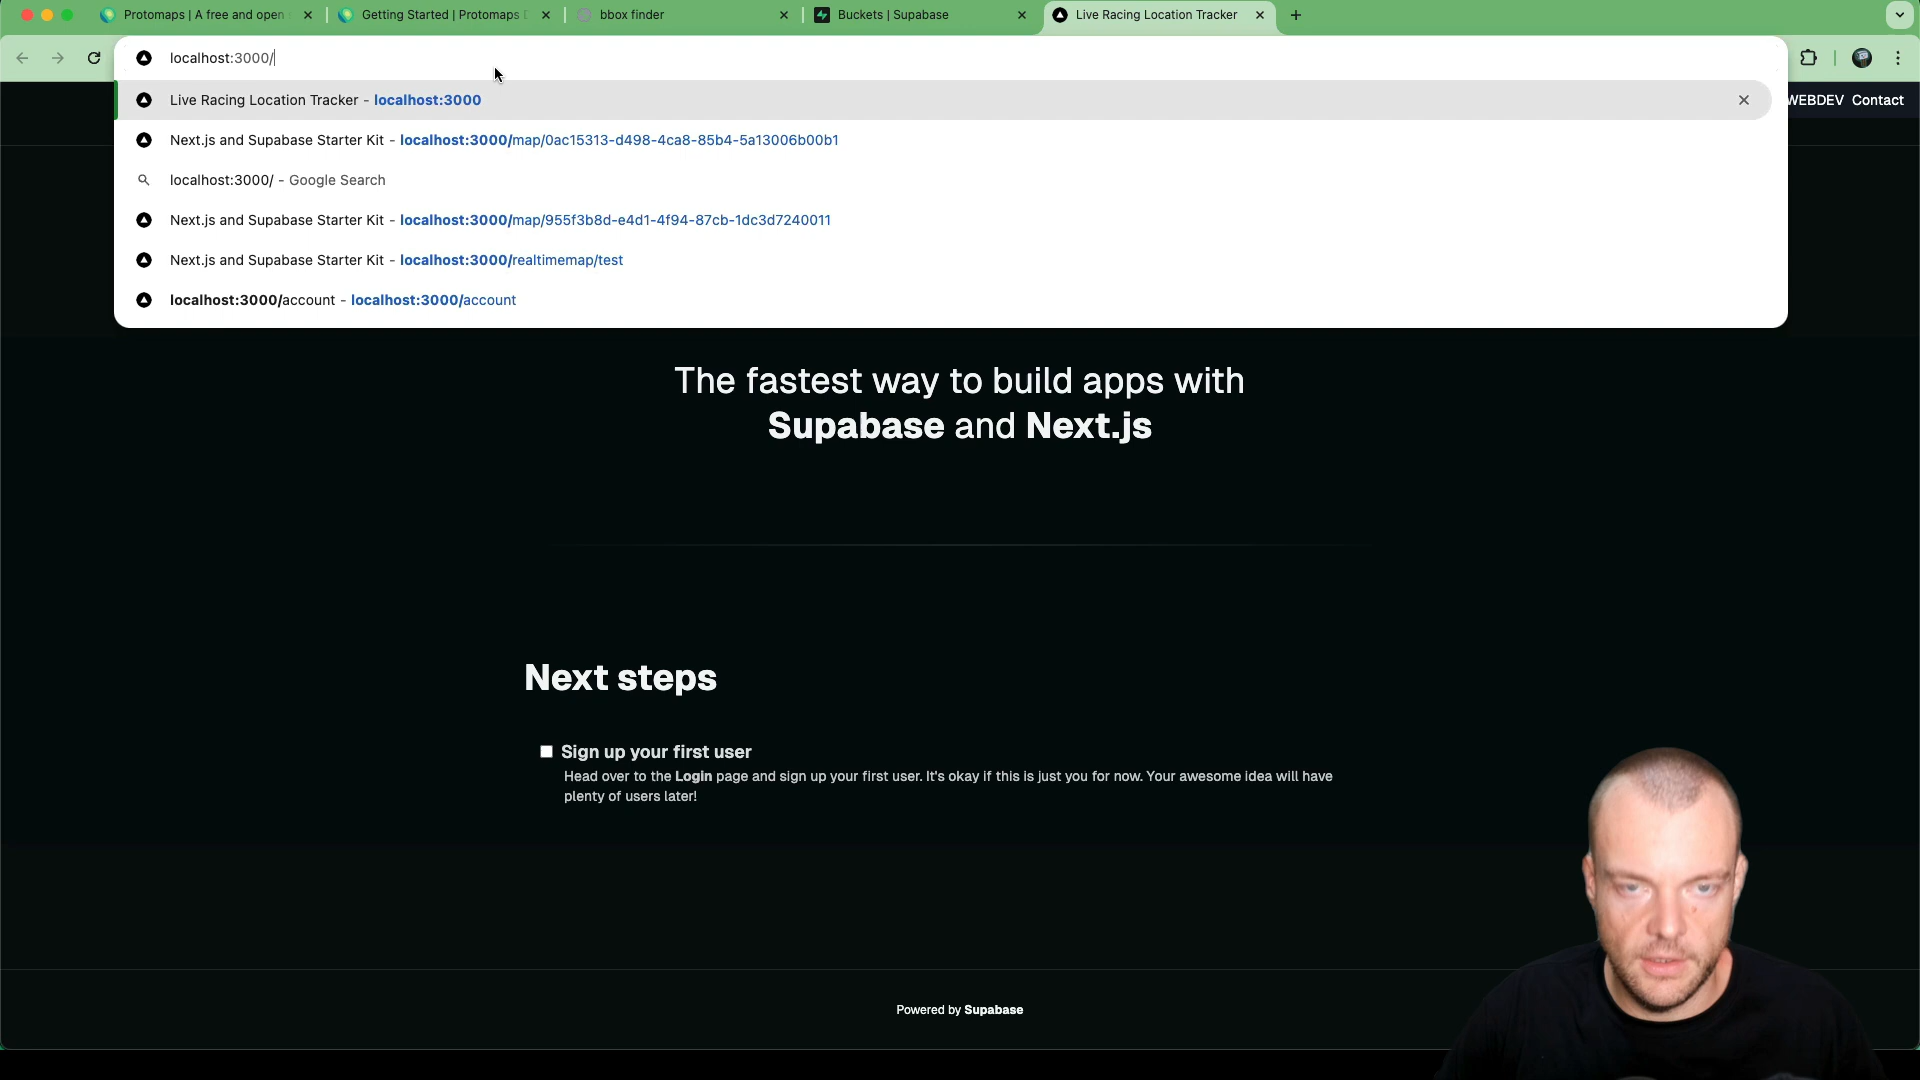 Protomaps | A free and open
Getting Started | Protomaps D
bbox finder
Buckets | Supabase
Live Racing Location Tracker
localhost:3000/
Live Racing Location Tracker - localhost:3000
WEBDEV Contact
Next.js and Supabase Starter Kit - localhost:3000/map/0ac15313-d498-4ca8-85b4-5a13006b00b1
localhost:3000/ - Google Search
Next.js and Supabase Starter Kit - localhost:3000/map/955f3b8d-e4d1-4f94-87cb-1dc3d7240011
Next.js and Supabase Starter Kit - localhost:3000/realtimemap/test
localhost:3000/account - localhost:3000/account
The fastest way to build apps with
Supabase and Next.js
Next steps
Sign up your first user
Head over to the Login page and sign up your first user. It's okay if this is just you for now. Your awesome idea will have
plenty of users later!
Powered by Supabase